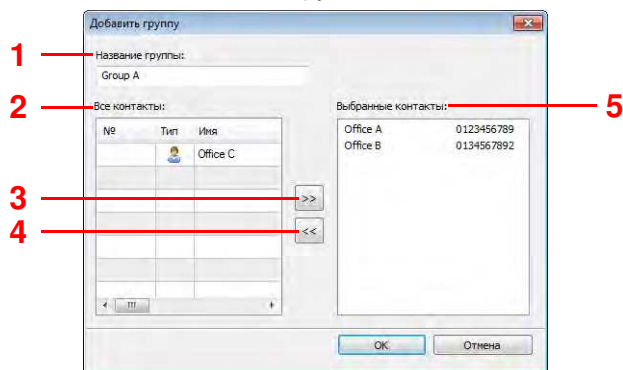 Добавить группу
1
Название группы:
Group A
2
Все контакты:
Выбранные контакты:
5
№ Тип Имя
Office C
Office A 0123456789
Office B 0134567892
3
>>
4
<<
OK
Отмена